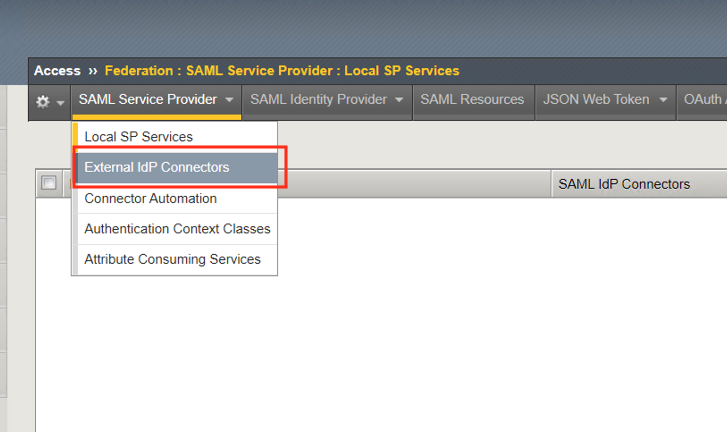 Access ›› Federation : SAML Service Provider : Local SP Services
SAML Service Provider SAML Identity Provider SAML Resources JSON Web Token OAuth
Local SP Services
External IdP Connectors
SAML IdP Connectors
Connector Automation
Authentication Context Classes
Attribute Consuming Services